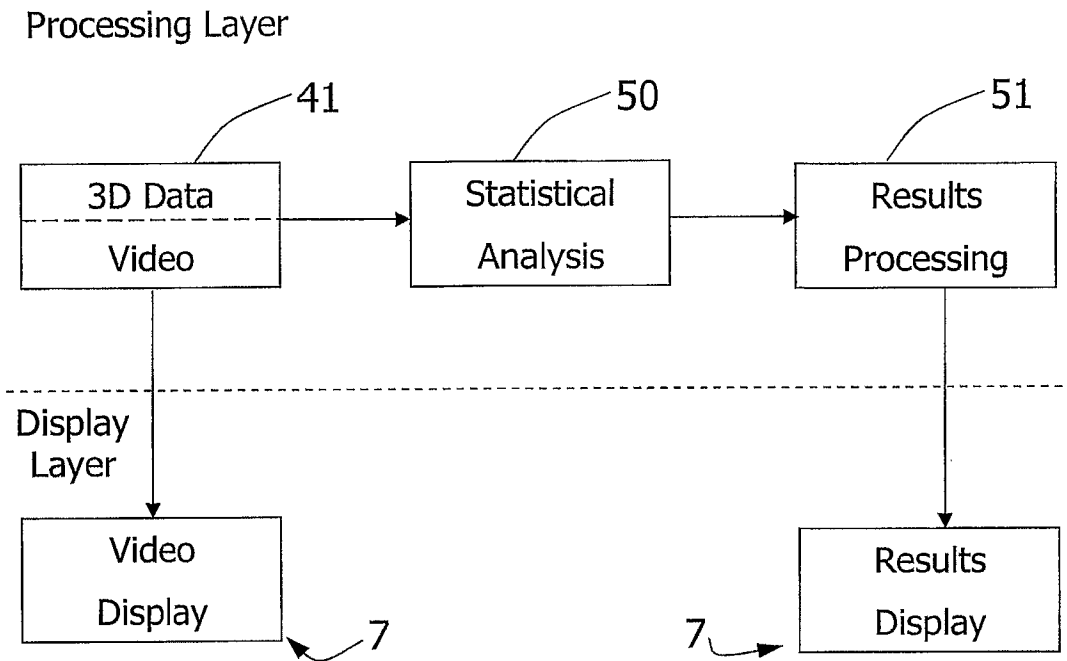 Processing Layer
41
50
51
3D Data
Video
Statistical
Analysis
Results
Processing
Display
Layer
Video
Display
7
7
Results
Display